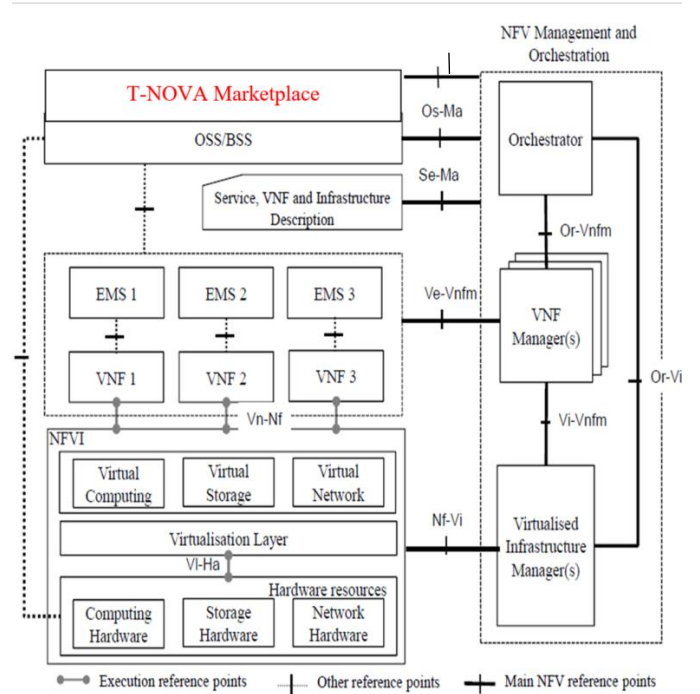 NFV Management and
Orchestration
T-NOVA Marketplace
Os-Ma
OSS/BSS
Orchestrator
Se-Ma
Service, VNF and Infrastructure
Description
Or-Vnfm
EMS 1
EMS 2
EMS 3
Ve-Vnfm
VNF
Manager(s)
VNF 1
VNF 2
VNF 3
Or-Vi
Vn-Nf
Vi-Vnfm
NFVI
Virtual
Computing
Virtual
Storage
Virtual
Network
Nf-Vi
Virtualisation Layer
Virtualised
Infrastructure
Manager(s)
Vl-Ha
Hardware resources
Computing
Hardware
Storage
Hardware
Network
Hardware
Execution reference points
Other reference points
Main NFV reference points